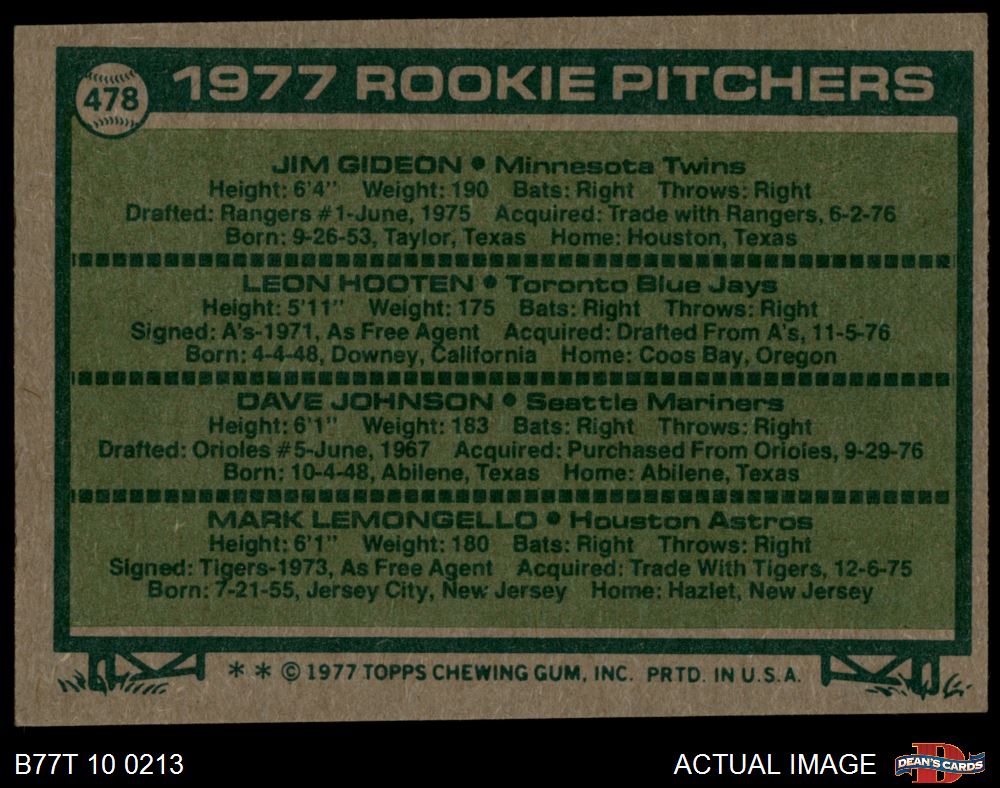 478
1977 ROOKIE PITCHERS
JIM GIDEON • Minnesota Twins
Height: 6'4" Weight: 190 Bats: Right Throws: Right
Drafted: Rangers #1-June, 1975 Acquired: Trade with Rangers, 6-2-76
Born: 9-26-53, Taylor, Texas Home: Houston, Texas
LEON HOOTEN • Toronto Blue Jays
Height: 5'11" Weight: 175 Bats: Right Throws: Right
Signed: A's-1971, As Free Agent Acquired: Drafted From A's, 11-5-76
Born: 4-4-48, Downey, California Home: Coos Bay, Oregon
DAVE JOHNSON • Seattle Mariners
Height: 6'1" Weight: 183 Bats: Right Throws: Right
Drafted: Orioles #5-June, 1967 Acquired: Purchased From Orioles, 9-29-76
Born: 10-4-48, Abilene, Texas Home: Abilene, Texas
MARK LEMONGELLO • Houston Astros
Height: 6'1" Weight: 180 Bats: Right Throws: Right
Signed: Tigers-1973, As Free Agent Acquired: Trade With Tigers, 12-6-75
Born: 7-21-55, Jersey City, New Jersey Home: Hazlet, New Jersey
* * © 1977 TOPPS CHEWING GUM, INC. PRTD. IN U.S.A.
B77T 10 0213
ACTUAL IMAGE
D
DEAN'S CARDS